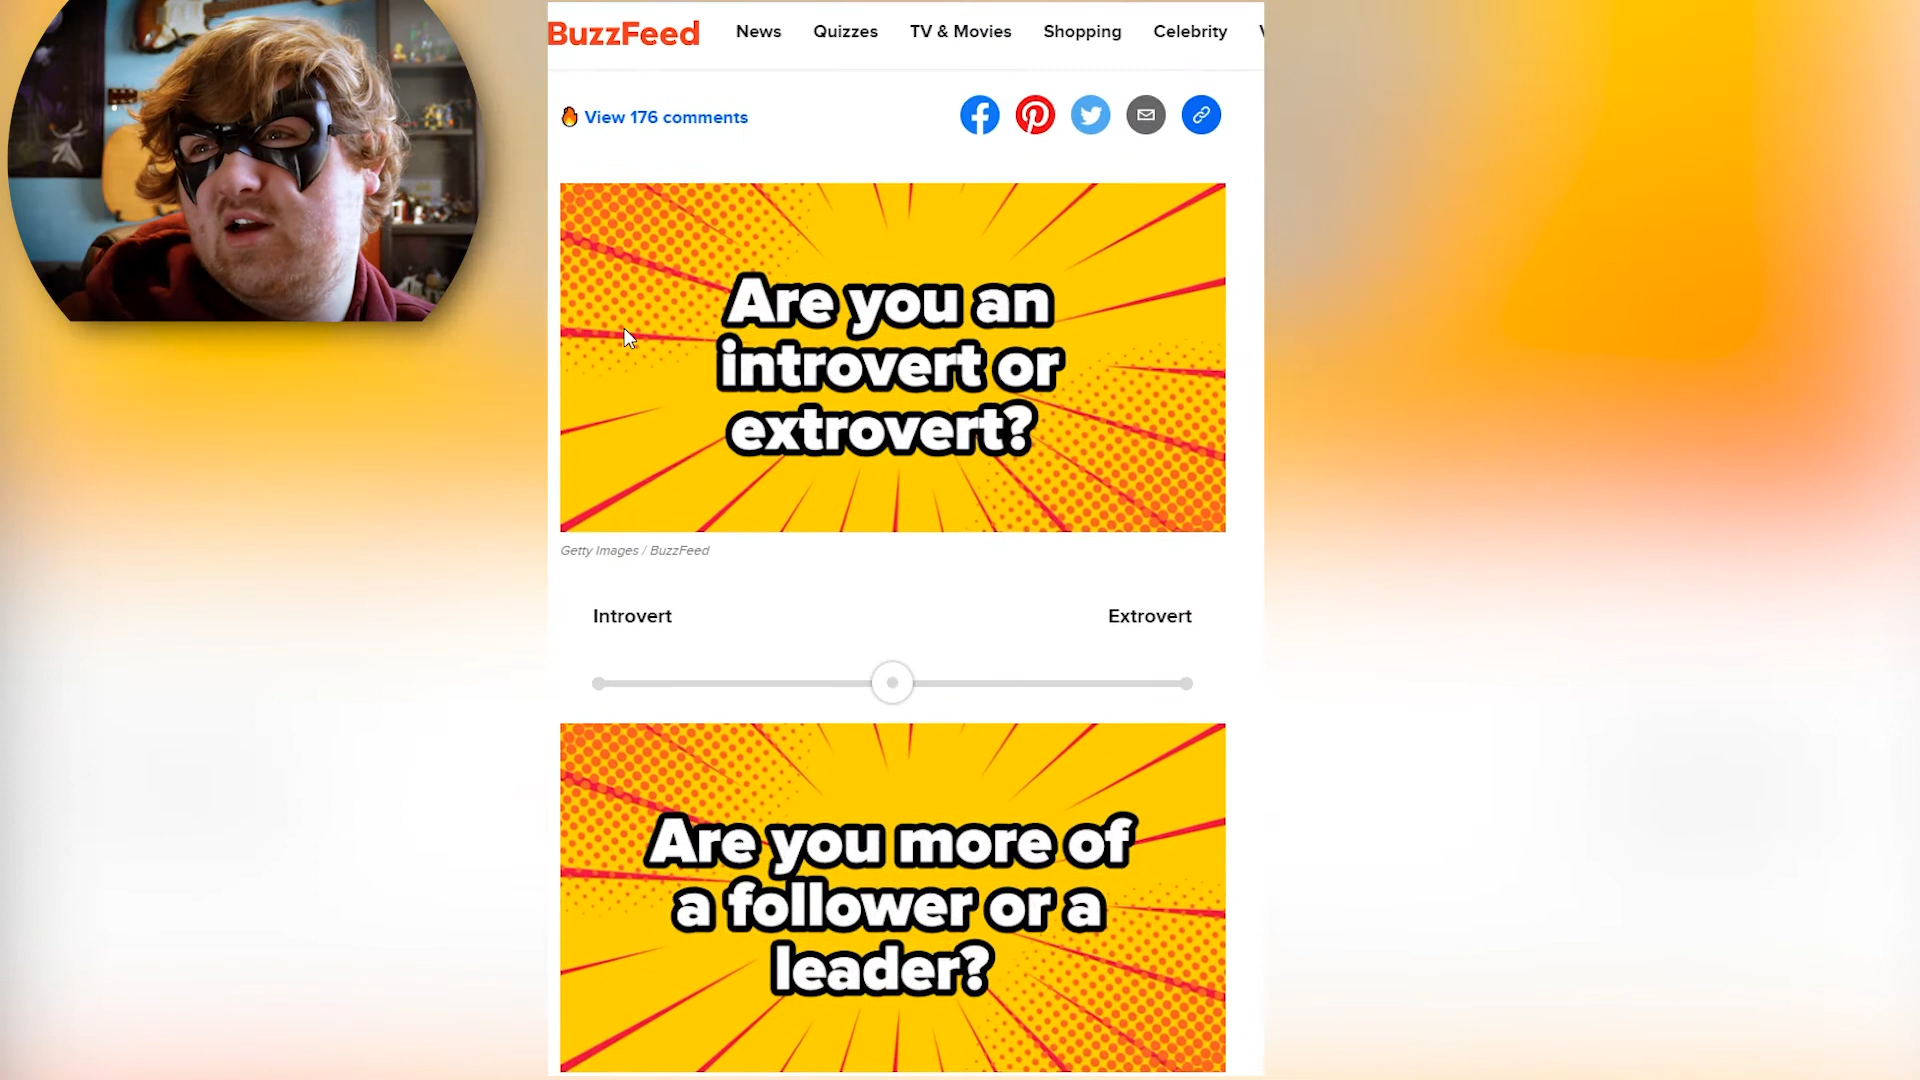 BuzzFeed News Quizzes TV & Movies Shopping Celebrity
View 176 comments
Are you an
introvert or
extrovert?
Getty Images / BuzzFeed
Introvert Extrovert
Are you more of
a follower or a
leader?